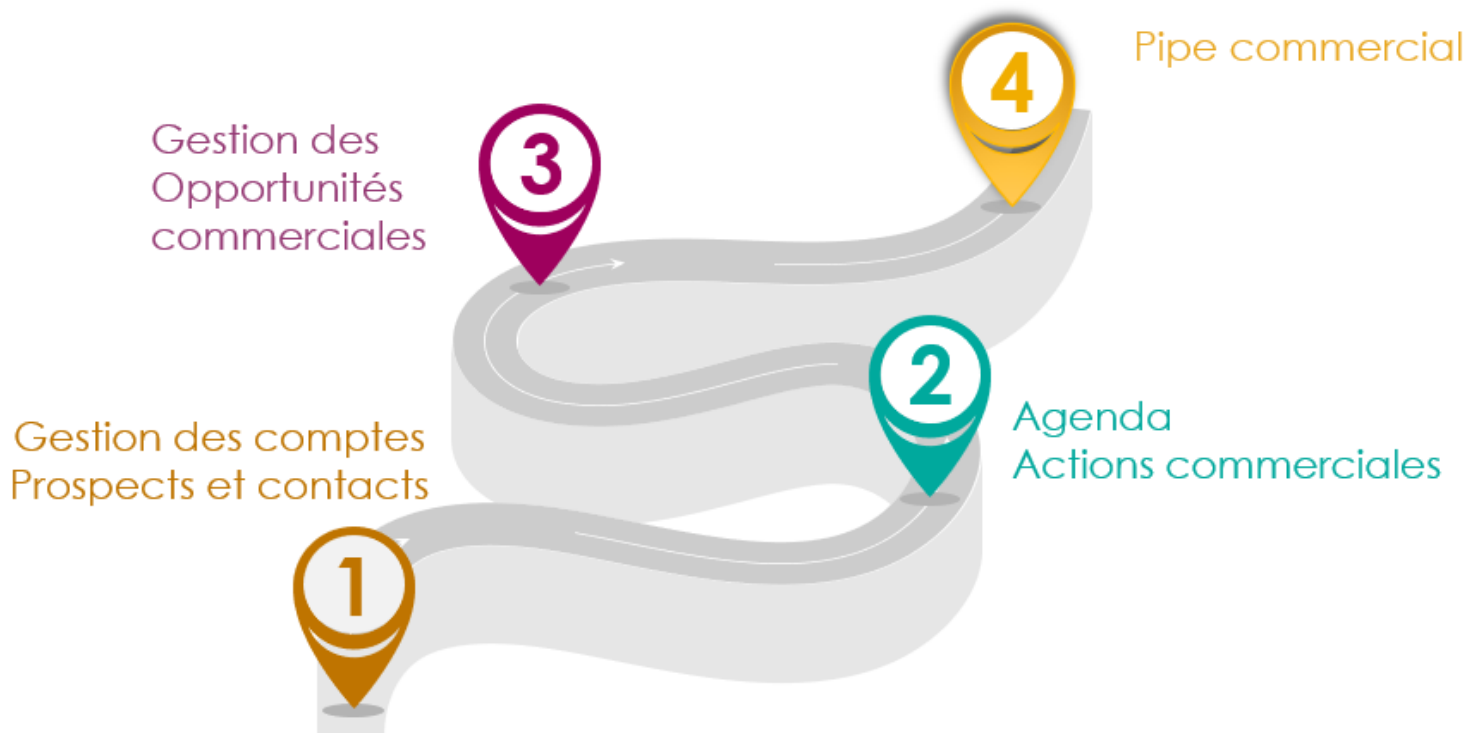 1
Gestion des comptes
Prospects et contacts
2
Agenda
Actions commerciales
3
Gestion des
Opportunités
commerciales
4
Pipe commercial